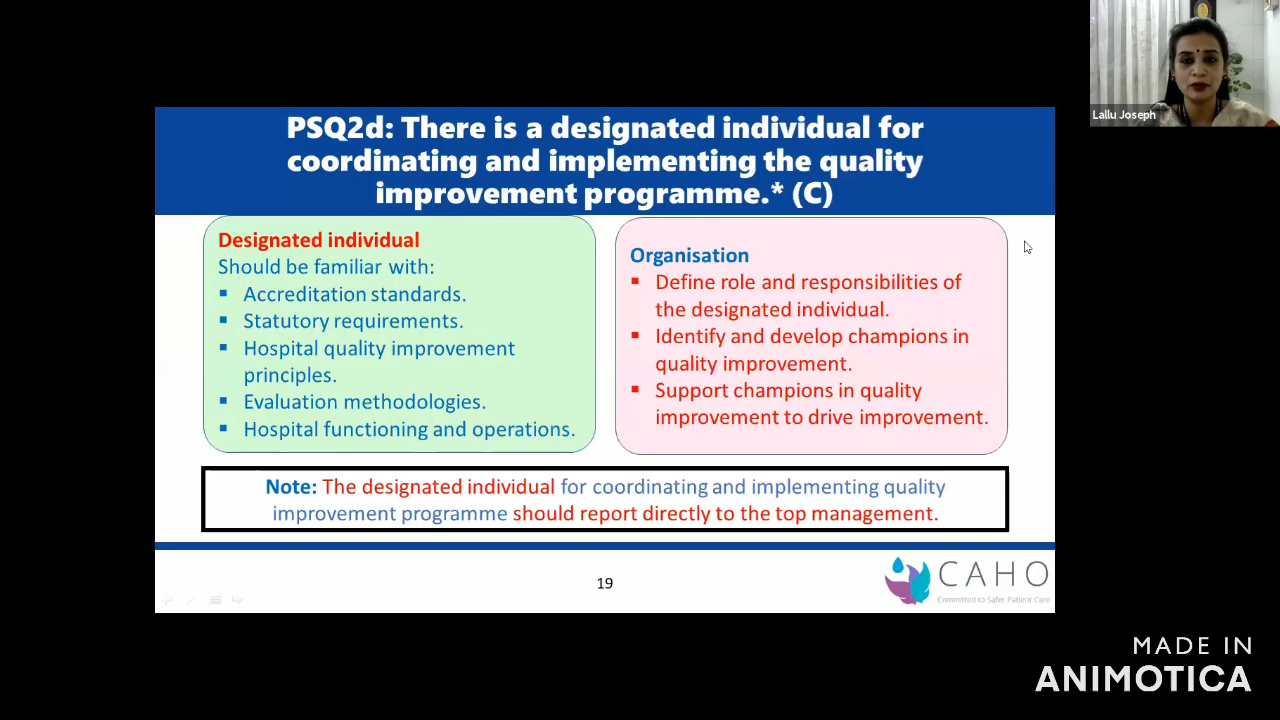 Lallu Joseph
PSQ2d: There is a designated individual for
coordinating and implementing the quality
improvement programme.* (C)
Designated individual
Should be familiar with:
▪ Accreditation standards.
▪ Statutory requirements.
▪ Hospital quality improvement
principles.
▪ Evaluation methodologies.
▪ Hospital functioning and operations.
Organisation
▪ Define role and responsibilities of
the designated individual.
▪ Identify and develop champions in
quality improvement.
▪ Support champions in quality
improvement to drive improvement.
Note: The designated individual for coordinating and implementing quality
improvement programme should report directly to the top management.
19
CAHO
Committed to Safer Patient Care
MADE IN
ANIMOTICA